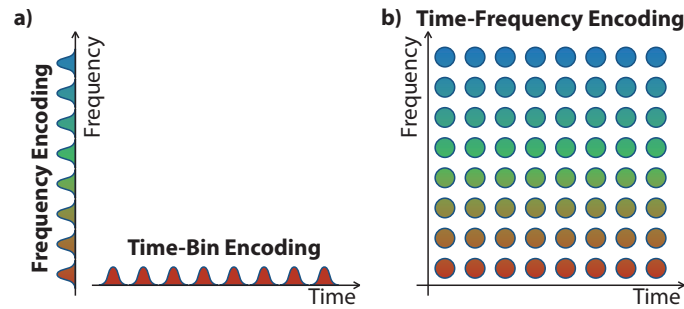 a)
Frequency Encoding
Frequency
Time-Bin Encoding
Time
b)
Time-Frequency Encoding
Frequency
Time